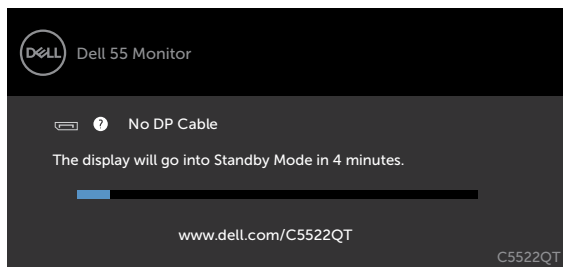 DELL Dell 55 Monitor
? No DP Cable
The display will go into Standby Mode in 4 minutes.
www.dell.com/C5522QT
C5522QT